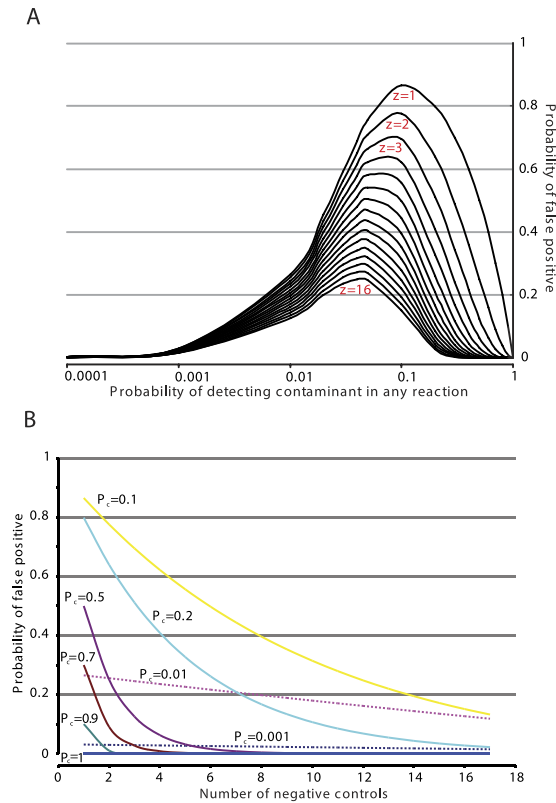 A
1
0.8
0.6
0.4
0.2
0
Probability of false positive
z=1
z=2
z=3
z=16
0.0001
0.001
0.01
0.1
1
Probability of detecting contaminant in any reaction
B
Probability of false positive
1
0.8
0.6
0.4
0.2
0
Pc=0.1
Pc=0.2
Pc=0.5
Pc=0.7
Pc=0.01
Pc=0.9
Pc=0.001
Pc=1
0
2
4
6
8
10
12
14
16
18
Number of negative controls